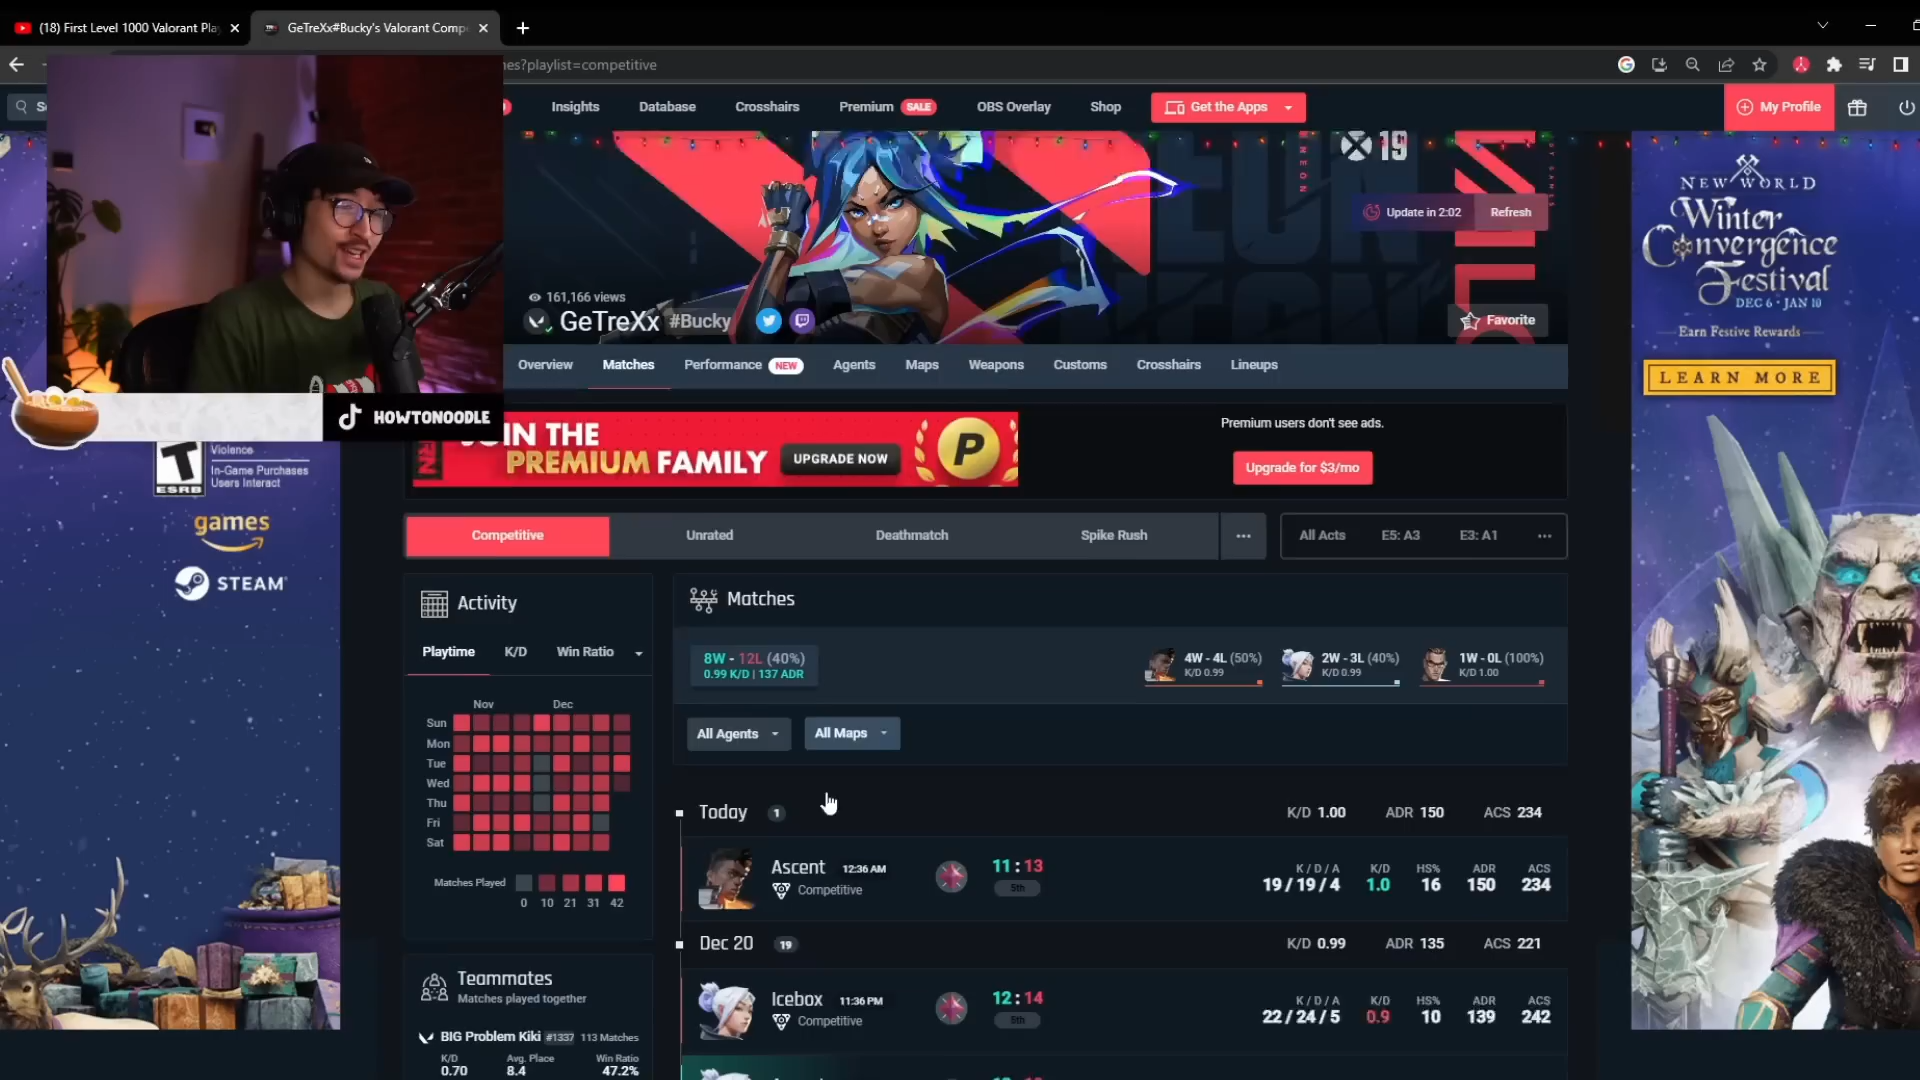 (18) First Level 1000 Valorant Pla
GeTreXx#Bucky's Valorant Comp
nes?playlist=competitive
Insights
Database
Crosshairs
Premium
SALE
OBS Overlay
Shop
Get the Apps
My Profile
19
NEON
Update in 2:02
Refresh
161,166 views
GeTreXx #Bucky
Favorite
Overview
Matches
Performance NEW
Agents
Maps
Weapons
Customs
Crosshairs
Lineups
HOWTONOODLE
JOIN THE
PREMIUM FAMILY
UPGRADE NOW
P
Premium users don't see ads.
Upgrade for $3/mo
Competitive
Unrated
Deathmatch
Spike Rush
All Acts
E5: A3
E3: A1
Activity
Playtime
K/D
Win Ratio
Nov
Dec
Sun
Mon
Tue
Wed
Thu
Fri
Sat
Matches Played
0 10 21 31 42
Teammates
Matches played together
BIG Problem Kiki #1337 113 Matches
K/D Avg. Place Win Ratio
0.70 8.4 47.2%
Matches
8W - 12L (40%)
0.99 K/D | 137 ADR
4W - 4L (50%)
K/D 0.99
2W - 3L (40%)
K/D 0.99
1W - 0L (100%)
K/D 1.00
All Agents
All Maps
Today 1
K/D 1.00 ADR 150 ACS 234
Ascent 12:36 AM
Competitive
11 : 13
5th
K / D / A K/D HS% ADR ACS
19 / 19 / 4 1.0 16 150 234
Dec 20 19
K/D 0.99 ADR 135 ACS 221
Icebox 11:36 PM
Competitive
12 : 14
5th
K / D / A K/D HS% ADR ACS
22 / 24 / 5 0.9 10 139 242
T
ESRB
Violence
In-Game Purchases
Users Interact
games
STEAM
NEW WORLD
Winter
Convergence
Festival
DEC 6 - JAN 10
Earn Festive Rewards
LEARN MORE